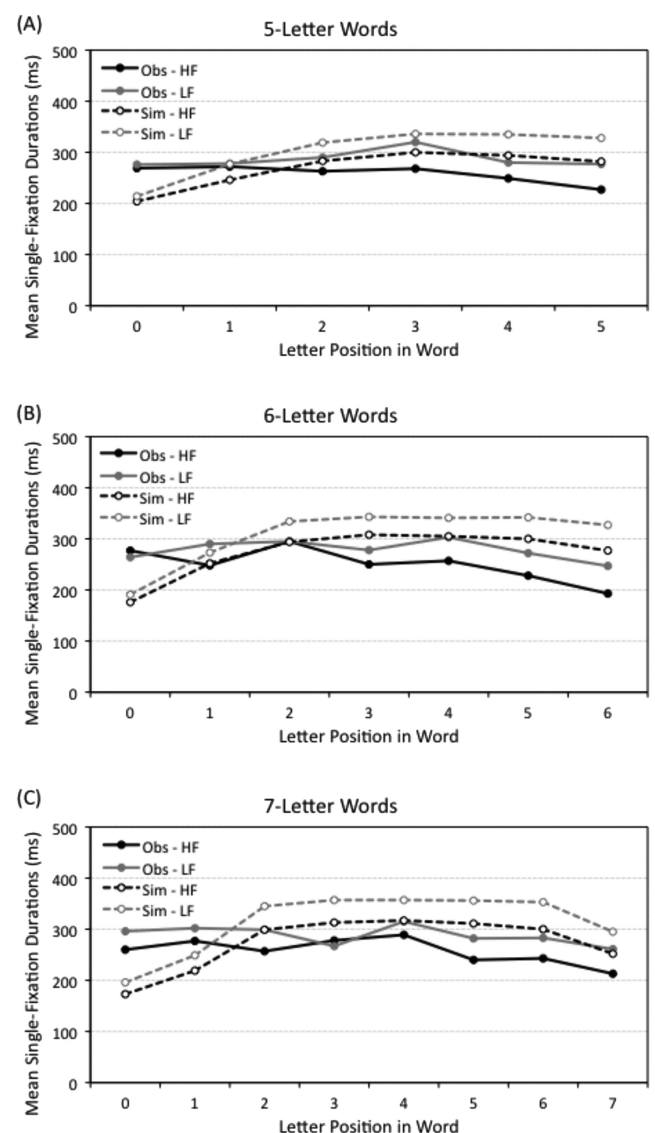 (A)
5-Letter Words
Mean Single-Fixation Durations (ms)
500
400
300
200
100
0
Obs - HF
Obs - LF
Sim - HF
Sim - LF
0 1 2 3 4 5
Letter Position in Word
(B)
6-Letter Words
Mean Single-Fixation Durations (ms)
500
400
300
200
100
0
Obs - HF
Obs - LF
Sim - HF
Sim - LF
0 1 2 3 4 5 6
Letter Position in Word
(C)
7-Letter Words
Mean Single-Fixation Durations (ms)
500
400
300
200
100
0
Obs - HF
Obs - LF
Sim - HF
Sim - LF
0 1 2 3 4 5 6 7
Letter Position in Word